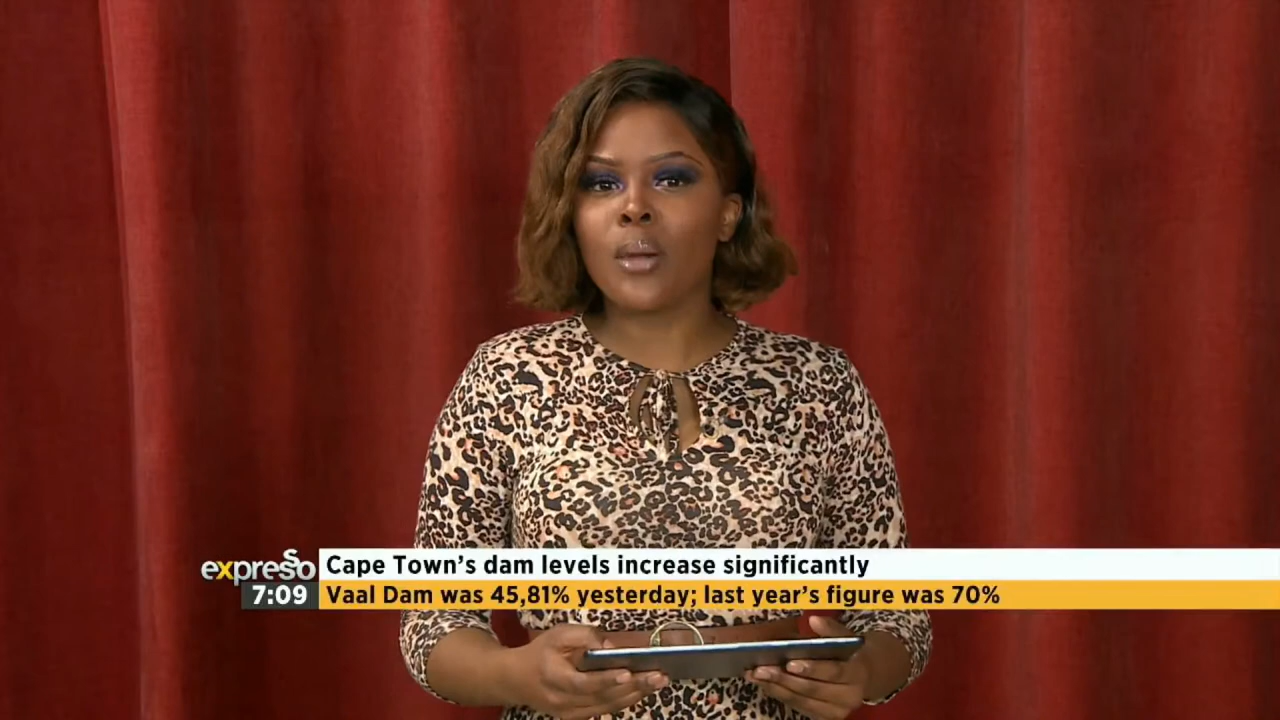 expresso
Cape Town's dam levels increase significantly
7:09
Vaal Dam was 45,81% yesterday; last year's figure was 70%